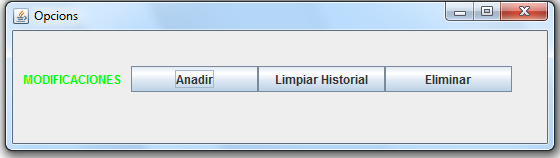 Opcions
MODIFICACIONES Anadir Limpiar Historial Eliminar